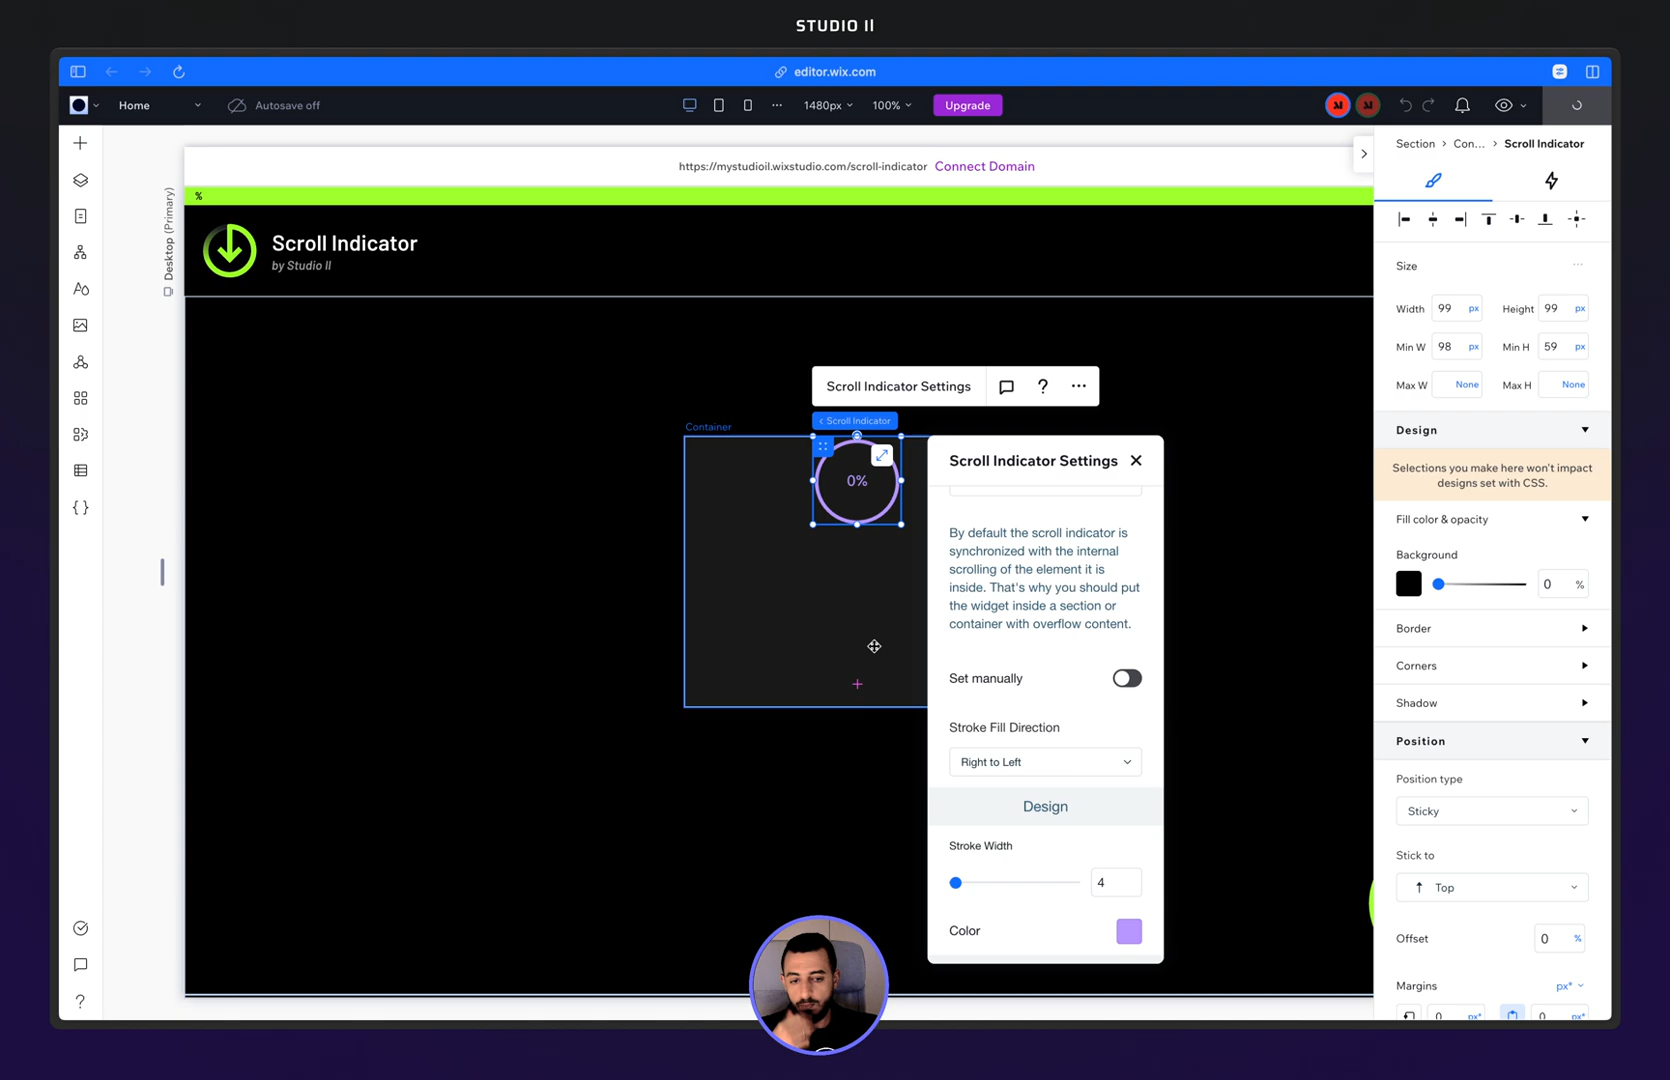 STUDIO II
editor.wix.com
Home
Autosave off
1480px
100%
Upgrade
Section
Con...
Scroll Indicator
https://mystudioil.wixstudio.com/scroll-indicator Connect Domain
%
Desktop (Primary)
Scroll Indicator
by Studio II
Size
Width 99 px Height 99 px
Min W 98 px Min H 59 px
Max W None Max H None
Scroll Indicator Settings ?
Scroll Indicator
Container
0%
Scroll Indicator Settings
By default the scroll indicator is
synchronized with the internal
scrolling of the element it is
inside. That's why you should put
the widget inside a section or
container with overflow content.
Set manually
Stroke Fill Direction
Right to Left
Design
Stroke Width
4
Color
Design
Selections you make here won't impact
designs set with CSS.
Fill color & opacity
Background
0 %
Border
Corners
Shadow
Position
Position type
Sticky
Stick to
Top
Offset 0 %
Margins px*
0 px* 0 px*
?